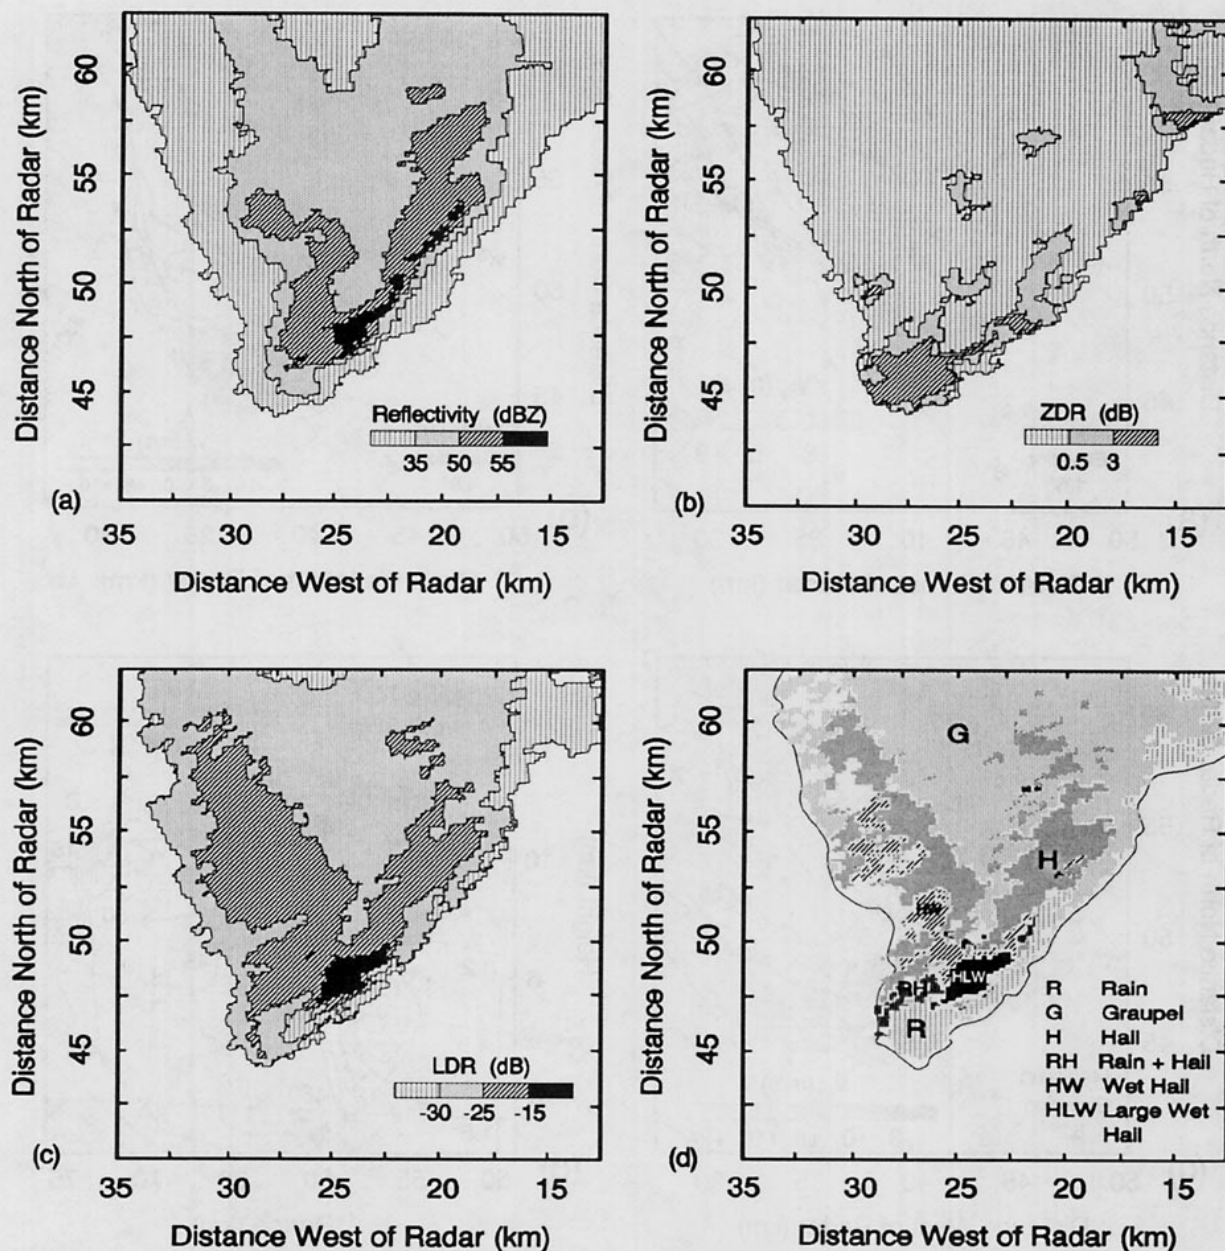 60
55
50
45
Distance North of Radar (km)
Reflectivity (dBZ)
35 50 55
(a)
35 30 25 20 15
Distance West of Radar (km)
60
55
50
45
Distance North of Radar (km)
ZDR (dB)
0.5 3
(b)
35 30 25 20 15
Distance West of Radar (km)
60
55
50
45
Distance North of Radar (km)
LDR (dB)
-30 -25 -15
(c)
35 30 25 20 15
Distance West of Radar (km)
60
55
50
45
Distance North of Radar (km)
G
H
HW
HLW
RH
R
R Rain
G Graupel
H Hail
RH Rain + Hail
HW Wet Hail
HLW Large Wet
Hail
(d)
35 30 25 20 15
Distance West of Radar (km)